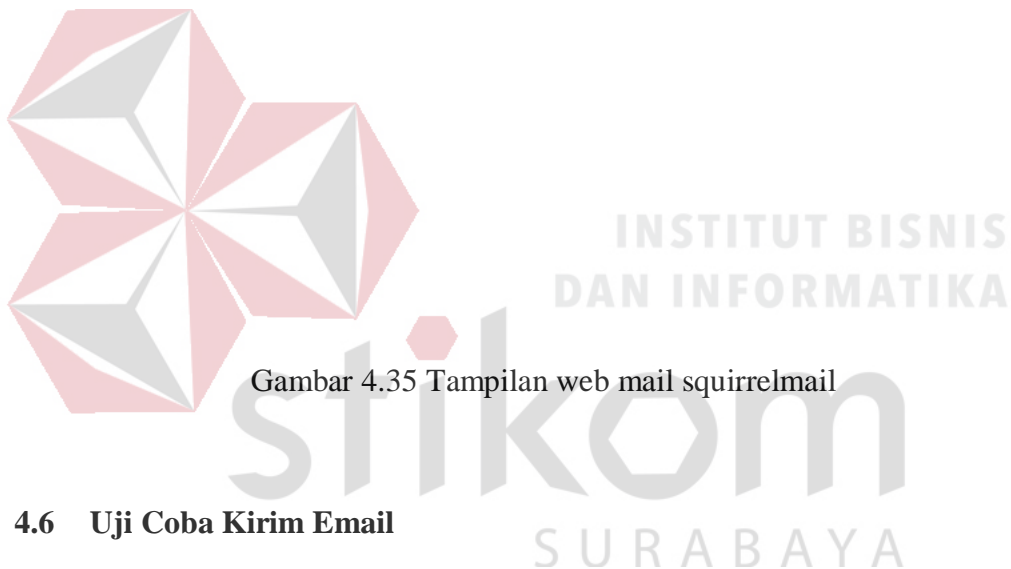 INSTITUT BISNIS
DAN INFORMATIKA
Gambar 4.35 Tampilan web mail squirrelmail
stikom
4.6 Uji Coba Kirim Email
SURABAYA